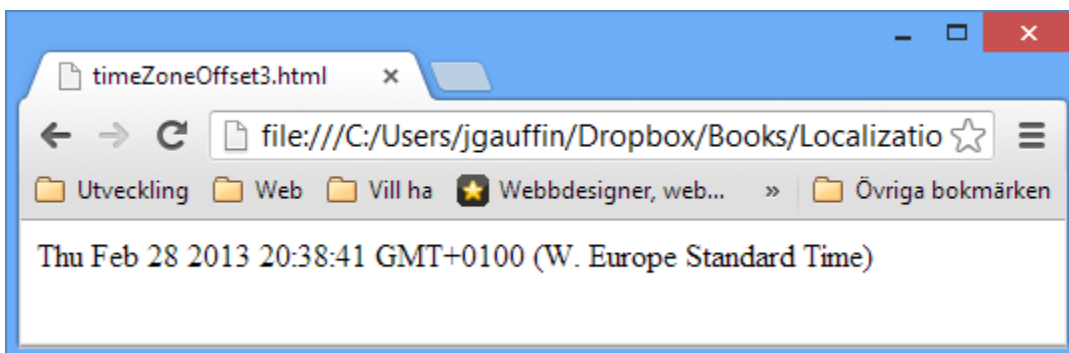 timeZoneOffset3.html
file:///C:/Users/jgauffin/Dropbox/Books/Localizatio
Utveckling Web Vill ha Webbdesigner, web... » Övriga bokmärken
Thu Feb 28 2013 20:38:41 GMT+0100 (W. Europe Standard Time)